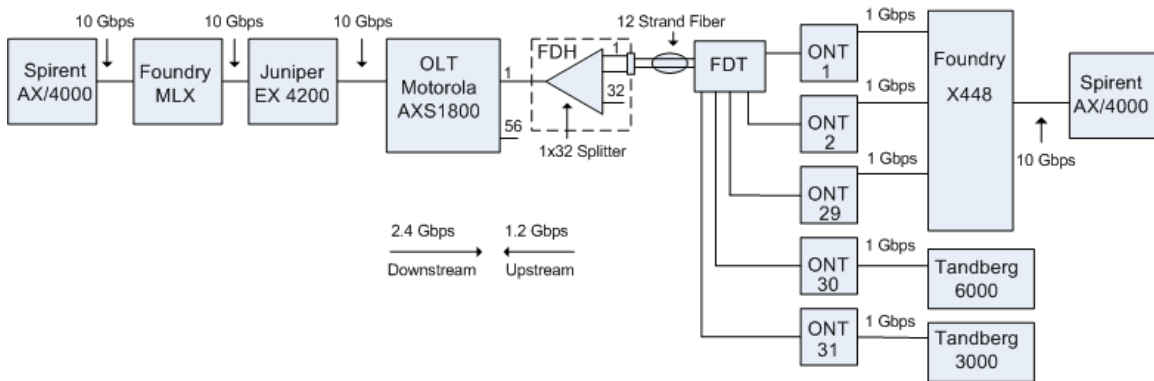 10 Gbps
10 Gbps
10 Gbps
Spirent
AX/4000
Foundry
MLX
Juniper
EX 4200
OLT
Motorola
AXS1800
1
56
FDH
1
32
1x32 Splitter
12 Strand Fiber
FDT
2.4 Gbps
Downstream
1.2 Gbps
Upstream
ONT
1
ONT
2
ONT
29
ONT
30
ONT
31
1 Gbps
1 Gbps
1 Gbps
1 Gbps
1 Gbps
Foundry
X448
Tandberg
6000
Tandberg
3000
10 Gbps
Spirent
AX/4000